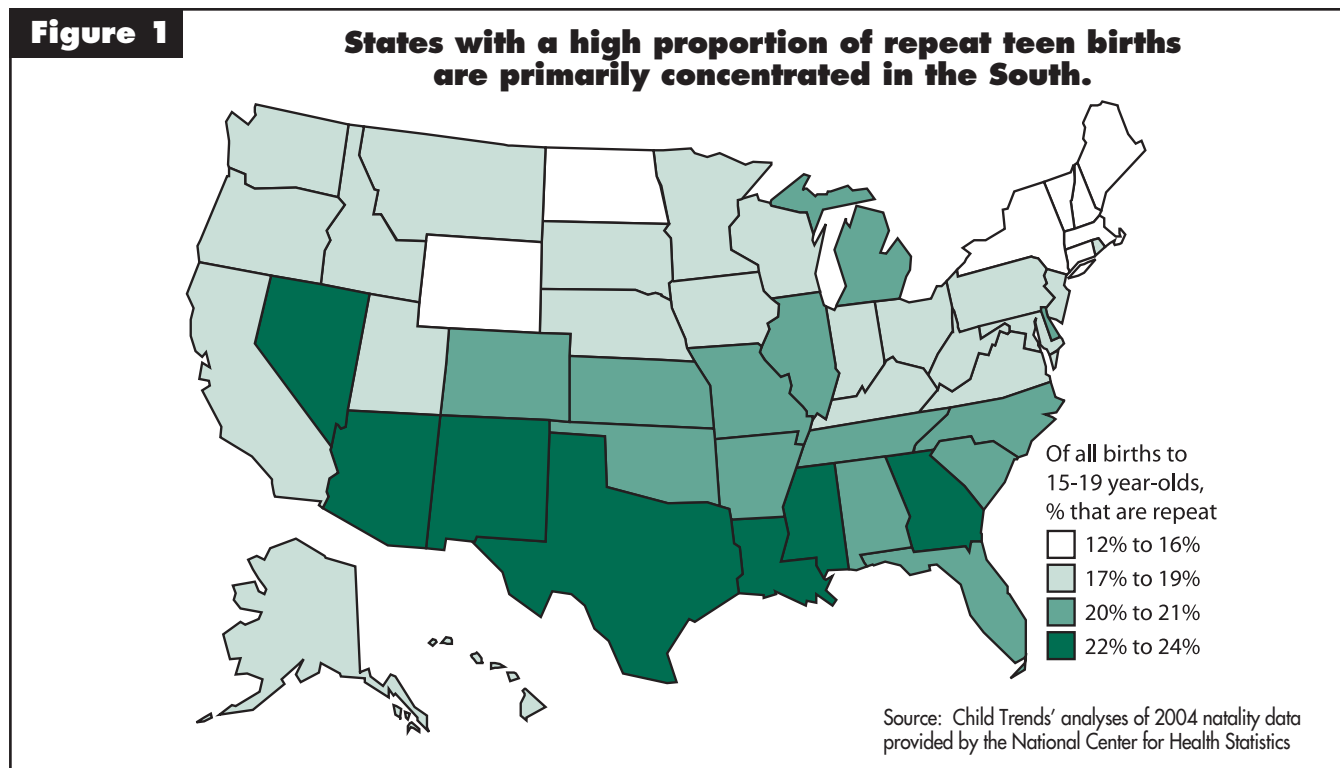 Figure 1
States with a high proportion of repeat teen births
are primarily concentrated in the South.
Of all births to
15-19 year-olds,
% that are repeat
12% to 16%
17% to 19%
20% to 21%
22% to 24%
Source: Child Trends' analyses of 2004 natality data
provided by the National Center for Health Statistics